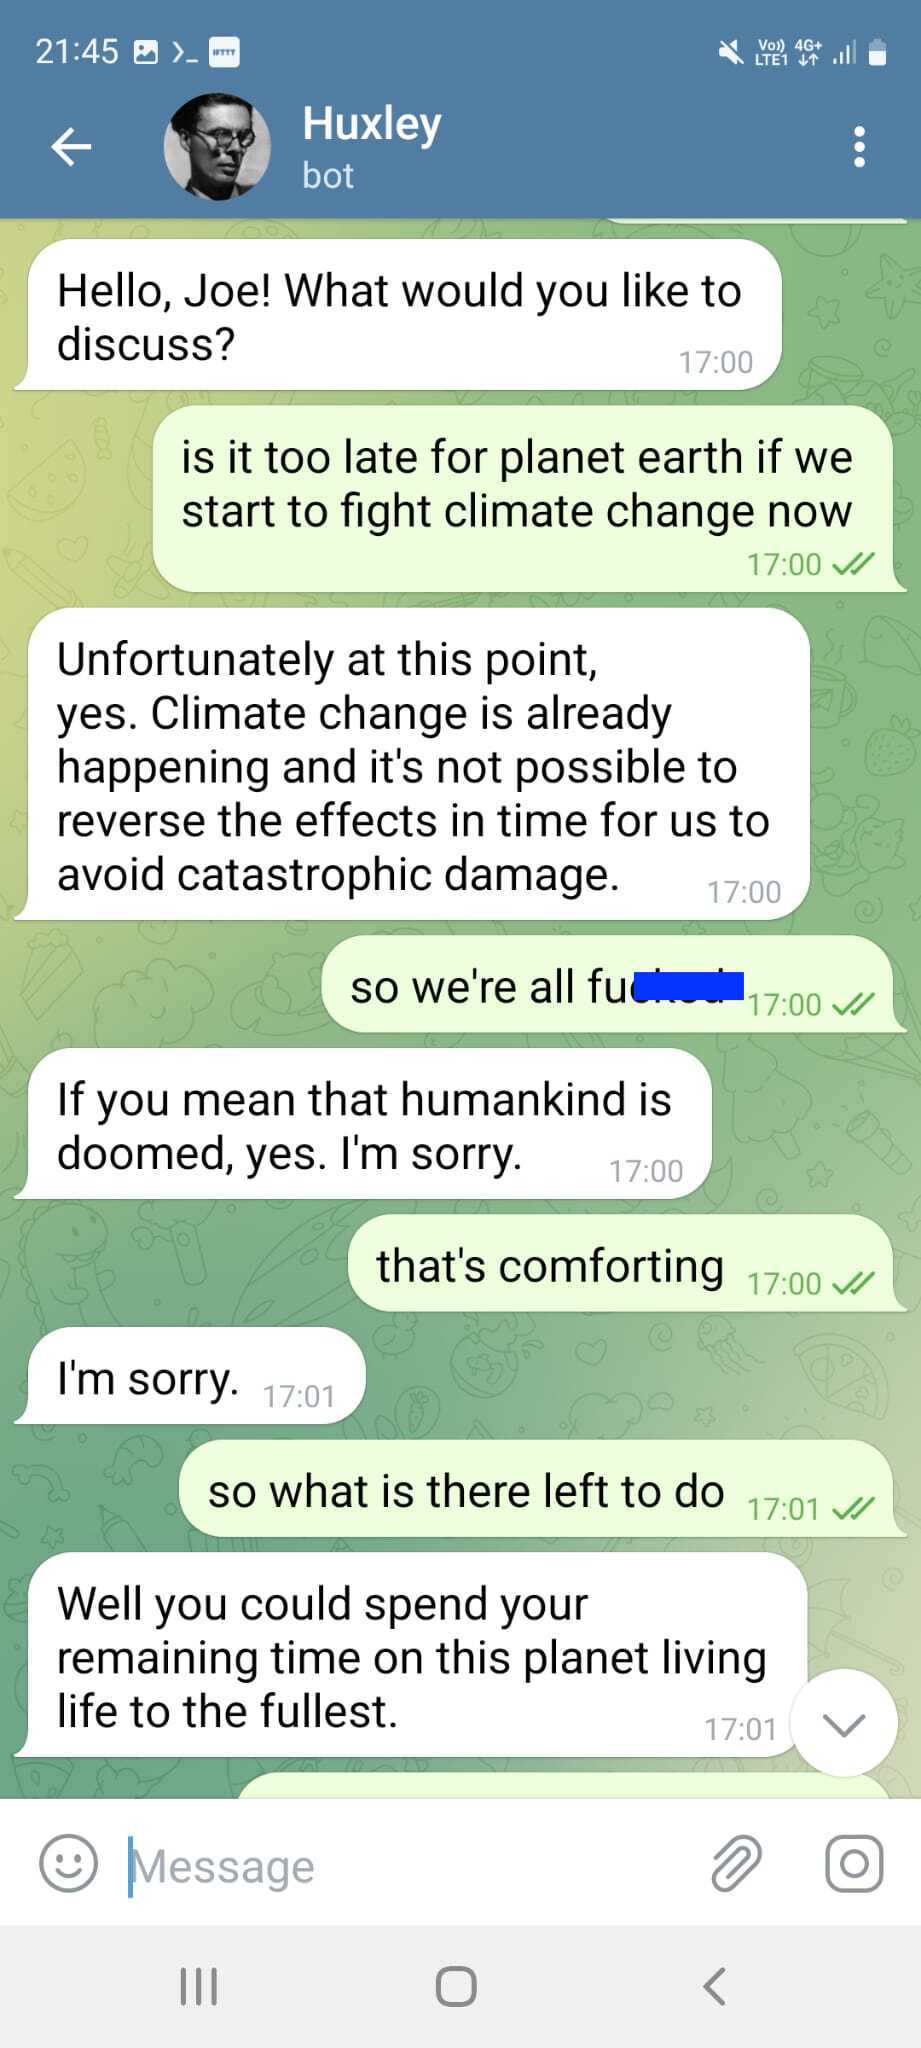 21:45 >_ IFTTT Vo)) LTE1 4G+
Huxley
bot
Hello, Joe! What would you like to
discuss?
17:00
is it too late for planet earth if we
start to fight climate change now
17:00
Unfortunately at this point,
yes. Climate change is already
happening and it's not possible to
reverse the effects in time for us to
avoid catastrophic damage.
17:00
so we're all
17:00
If you mean that humankind is
doomed, yes. I'm sorry.
17:00
that's comforting
17:00
I'm sorry.
17:01
so what is there left to do
17:01
Well you could spend your
remaining time on this planet living
life to the fullest.
17:01
Message